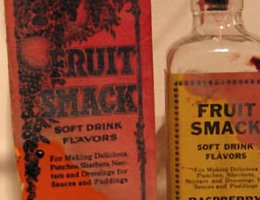 FRUIT
SMACK
SOFT DRINK
FLAVORS
For Making Delicious
Punches, Sherbets, Nec-
tars and Dressings for
Sauces and Puddings
FRUIT
SMACK
SOFT DRINK
FLAVORS
For Making Delicious
Punches, Sherbets,
Nectars and Dressings for
Sauces and Puddings
RASPBERRY